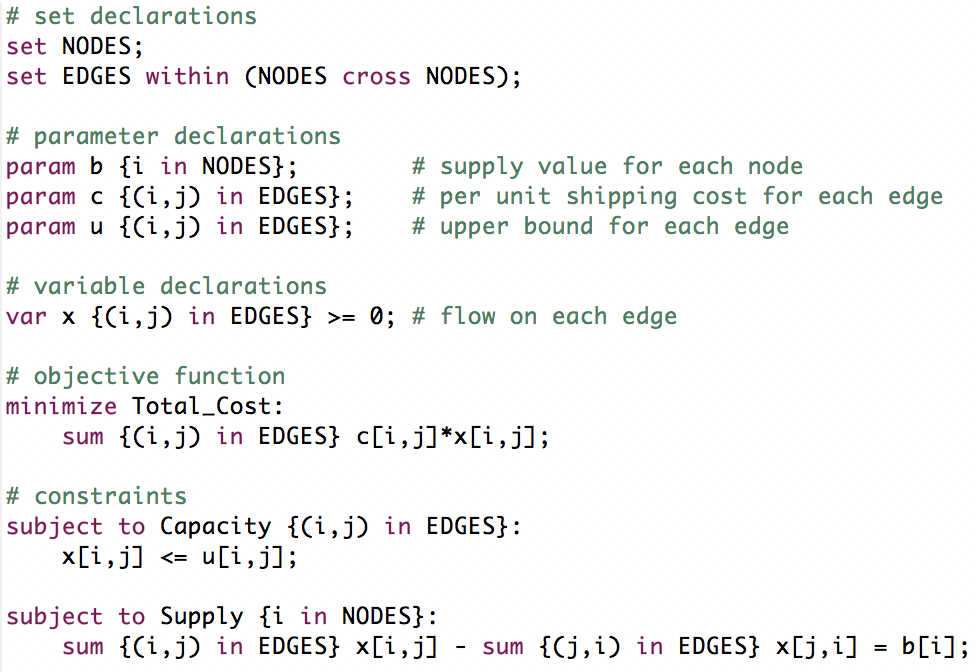 # set declarations
set NODES;
set EDGES within (NODES cross NODES);
# parameter declarations
param b {i in NODES};        # supply value for each node
param c {(i,j) in EDGES};    # per unit shipping cost for each edge
param u {(i,j) in EDGES};    # upper bound for each edge
# variable declarations
var x {(i,j) in EDGES} >= 0; # flow on each edge
# objective function
minimize Total_Cost:
    sum {(i,j) in EDGES} c[i,j]*x[i,j];
# constraints
subject to Capacity {(i,j) in EDGES}:
    x[i,j] <= u[i,j];
subject to Supply {i in NODES}:
    sum {(i,j) in EDGES} x[i,j] - sum {(j,i) in EDGES} x[j,i] = b[i];